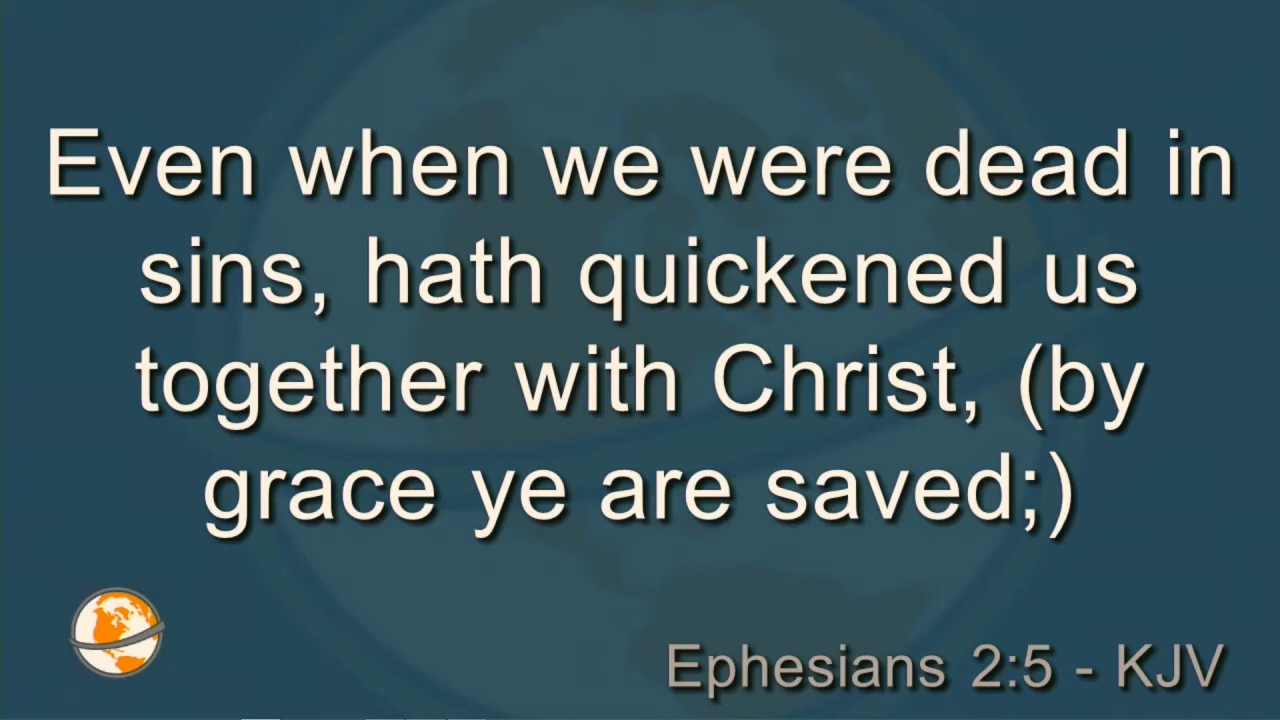 Even when we were dead in
sins, hath quickened us
together with Christ, (by
grace ye are saved;)
Ephesians 2:5 - KJV